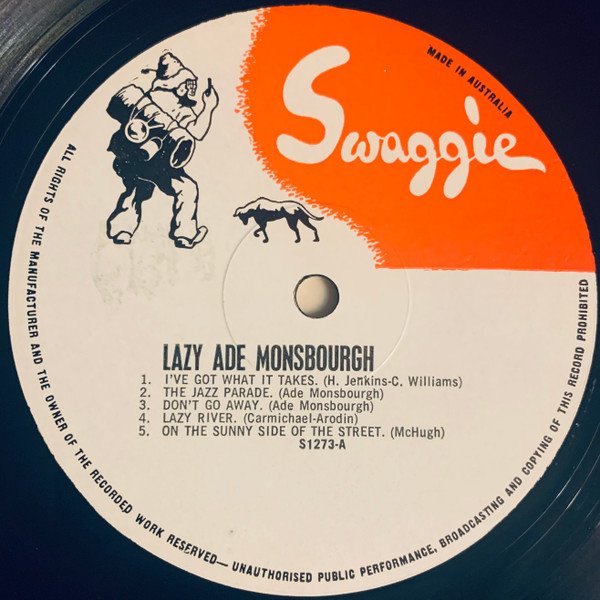 Swaggie
MADE IN AUSTRALIA
LAZY ADE MONSBOURGH
1. I'VE GOT WHAT IT TAKES. (H. Jenkins-C. Williams)
2. THE JAZZ PARADE. (Ade Monsbourgh)
3. DON'T GO AWAY. (Ade Monsbourgh)
4. LAZY RIVER. (Carmichael-Arodin)
5. ON THE SUNNY SIDE OF THE STREET. (McHugh)
S1273-A
ALL RIGHTS OF THE MANUFACTURER AND THE OWNER OF THE RECORDED WORK RESERVED— UNAUTHORISED PUBLIC PERFORMANCE, BROADCASTING AND COPYING OF THIS RECORD PROHIBITED